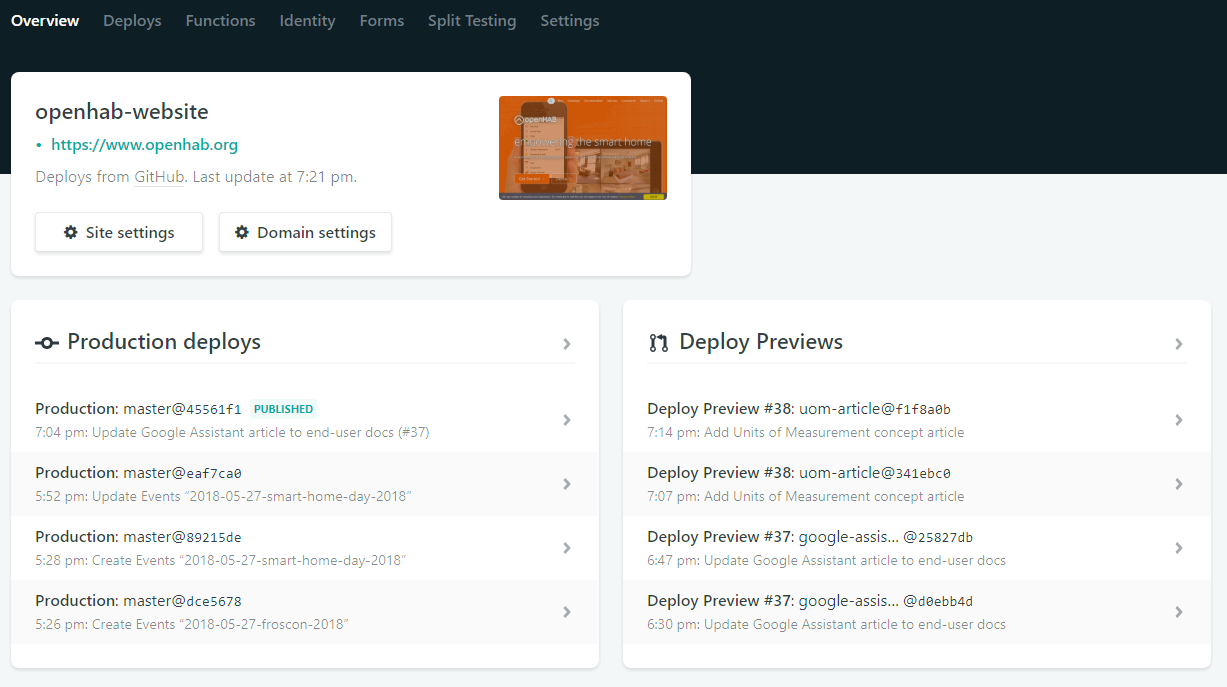 Overview Deploys Functions Identity Forms Split Testing Settings
openhab-website
• https://www.openhab.org
Deploys from GitHub. Last update at 7:21 pm.
openHAB
empowering the smart home
Site settings
Domain settings
Production deploys
Production: master@45561f1 PUBLISHED
7:04 pm: Update Google Assistant article to end-user docs (#37)
Production: master@eaf7ca0
5:52 pm: Update Events “2018-05-27-smart-home-day-2018”
Production: master@89215de
5:28 pm: Create Events “2018-05-27-smart-home-day-2018”
Production: master@dce5678
5:26 pm: Create Events “2018-05-27-froscon-2018”
Deploy Previews
Deploy Preview #38: uom-article@f1f8a0b
7:14 pm: Add Units of Measurement concept article
Deploy Preview #38: uom-article@341ebc0
7:07 pm: Add Units of Measurement concept article
Deploy Preview #37: google-assis... @25827db
6:47 pm: Update Google Assistant article to end-user docs
Deploy Preview #37: google-assis... @d0ebb4d
6:30 pm: Update Google Assistant article to end-user docs